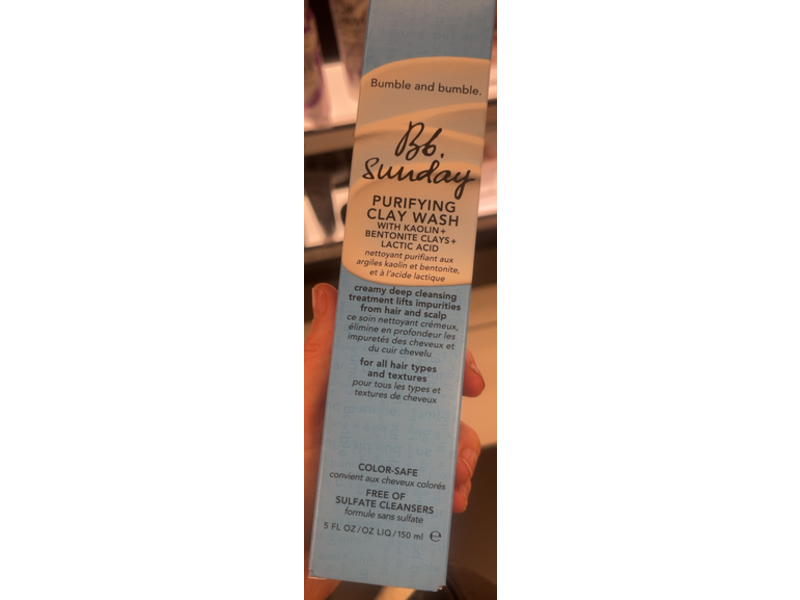 Bumble and bumble.
Bb.
Sunday
PURIFYING
CLAY WASH
WITH KAOLIN+
BENTONITE CLAYS+
LACTIC ACID
nettoyant purifiant aux
argiles kaolin et bentonite,
et à l'acide lactique
creamy deep cleansing
treatment lifts impurities
from hair and scalp
ce soin nettoyant crémeux,
élimine en profondeur les
impuretés des cheveux et
du cuir chevelu
for all hair types
and textures
pour tous les types et
textures de cheveux
COLOR-SAFE
convient aux cheveux colorés
FREE OF
SULFATE CLEANSERS
formule sans sulfate
5 FL OZ/OZ LIQ/150 ml ℮